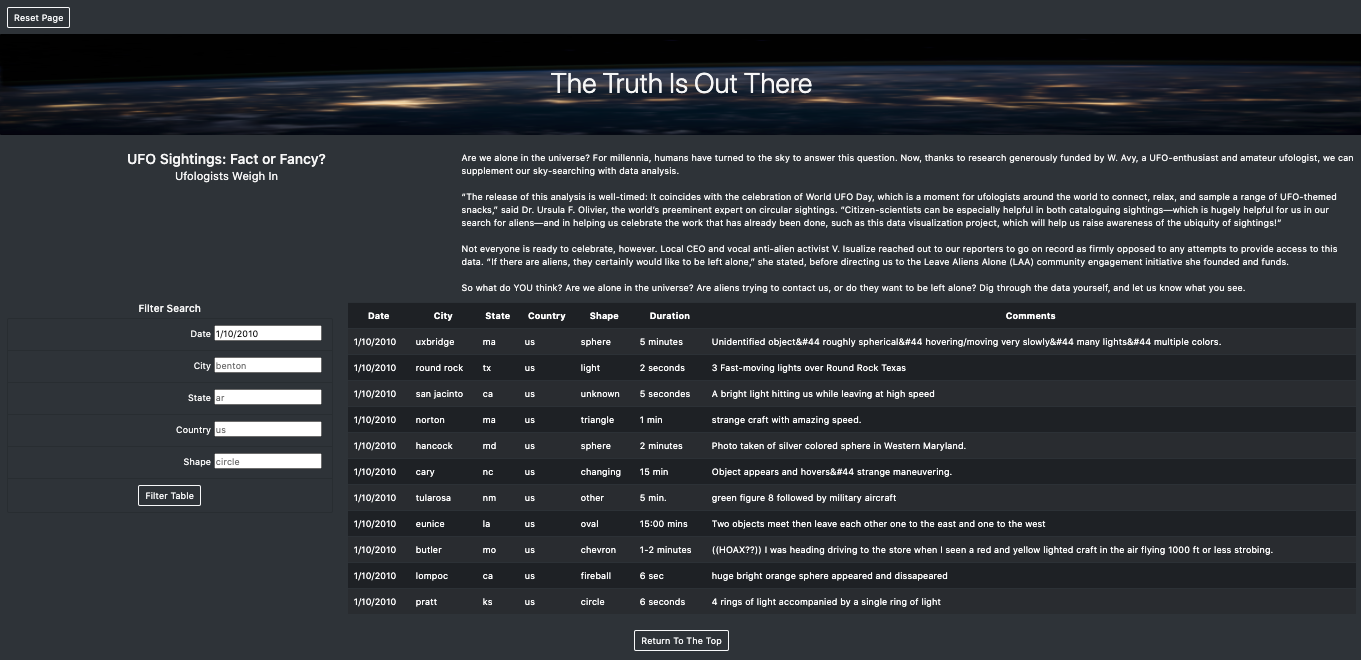 Reset Page
The Truth Is Out There
UFO Sightings: Fact or Fancy?
Ufologists Weigh In
Are we alone in the universe? For millennia, humans have turned to the sky to answer this question. Now, thanks to research generously funded by W. Avy, a UFO-enthusiast and amateur ufologist, we can
supplement our sky-searching with data analysis.
“The release of this analysis is well-timed: It coincides with the celebration of World UFO Day, which is a moment for ufologists around the world to connect, relax, and sample a range of UFO-themed
snacks,” said Dr. Ursula F. Olivier, the world’s preeminent expert on circular sightings. “Citizen-scientists can be especially helpful in both cataloguing sightings—which is hugely helpful for us in our
search for aliens—and in helping us celebrate the work that has already been done, such as this data visualization project, which will help us raise awareness of the ubiquity of sightings!”
Not everyone is ready to celebrate, however. Local CEO and vocal anti-alien activist V. Isualize reached out to our reporters to go on record as firmly opposed to any attempts to provide access to this
data. “If there are aliens, they certainly would like to be left alone,” she stated, before directing us to the Leave Aliens Alone (LAA) community engagement initiative she founded and funds.
So what do YOU think? Are we alone in the universe? Are aliens trying to contact us, or do they want to be left alone? Dig through the data yourself, and let us know what you see.
Filter Search
Date 1/10/2010
City benton
State ar
Country us
Shape circle
Filter Table
Date City State Country Shape Duration Comments
1/10/2010 uxbridge ma us sphere 5 minutes Unidentified object&#44 roughly spherical&#44 hovering/moving very slowly&#44 many lights&#44 multiple colors.
1/10/2010 round rock tx us light 2 seconds 3 Fast-moving lights over Round Rock Texas
1/10/2010 san jacinto ca us unknown 5 secondes A bright light hitting us while leaving at high speed
1/10/2010 norton ma us triangle 1 min strange craft with amazing speed.
1/10/2010 hancock md us sphere 2 minutes Photo taken of silver colored sphere in Western Maryland.
1/10/2010 cary nc us changing 15 min Object appears and hovers&#44 strange maneuvering.
1/10/2010 tularosa nm us other 5 min. green figure 8 followed by military aircraft
1/10/2010 eunice la us oval 15:00 mins Two objects meet then leave each other one to the east and one to the west
1/10/2010 butler mo us chevron 1-2 minutes ((HOAX??)) I was heading driving to the store when I seen a red and yellow lighted craft in the air flying 1000 ft or less strobing.
1/10/2010 lompoc ca us fireball 6 sec huge bright orange sphere appeared and dissapeared
1/10/2010 pratt ks us circle 6 seconds 4 rings of light accompanied by a single ring of light
Return To The Top